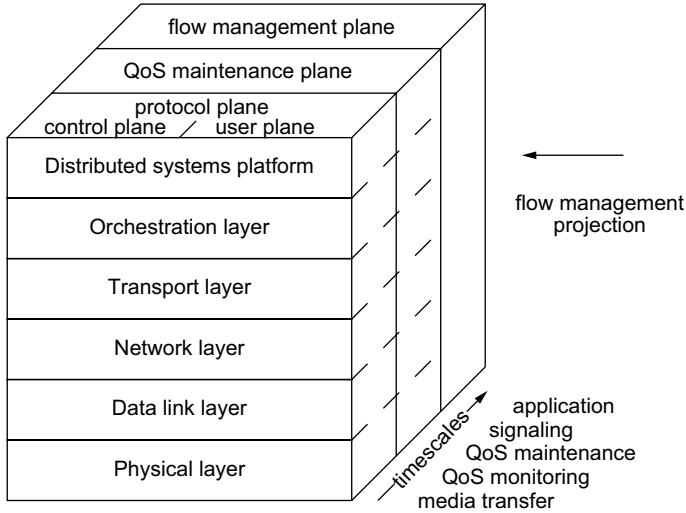 flow management plane
QoS maintenance plane
protocol plane
control plane / user plane
Distributed systems platform
Orchestration layer
Transport layer
Network layer
Data link layer
Physical layer
flow management
projection
timescales
application
signaling
QoS maintenance
QoS monitoring
media transfer